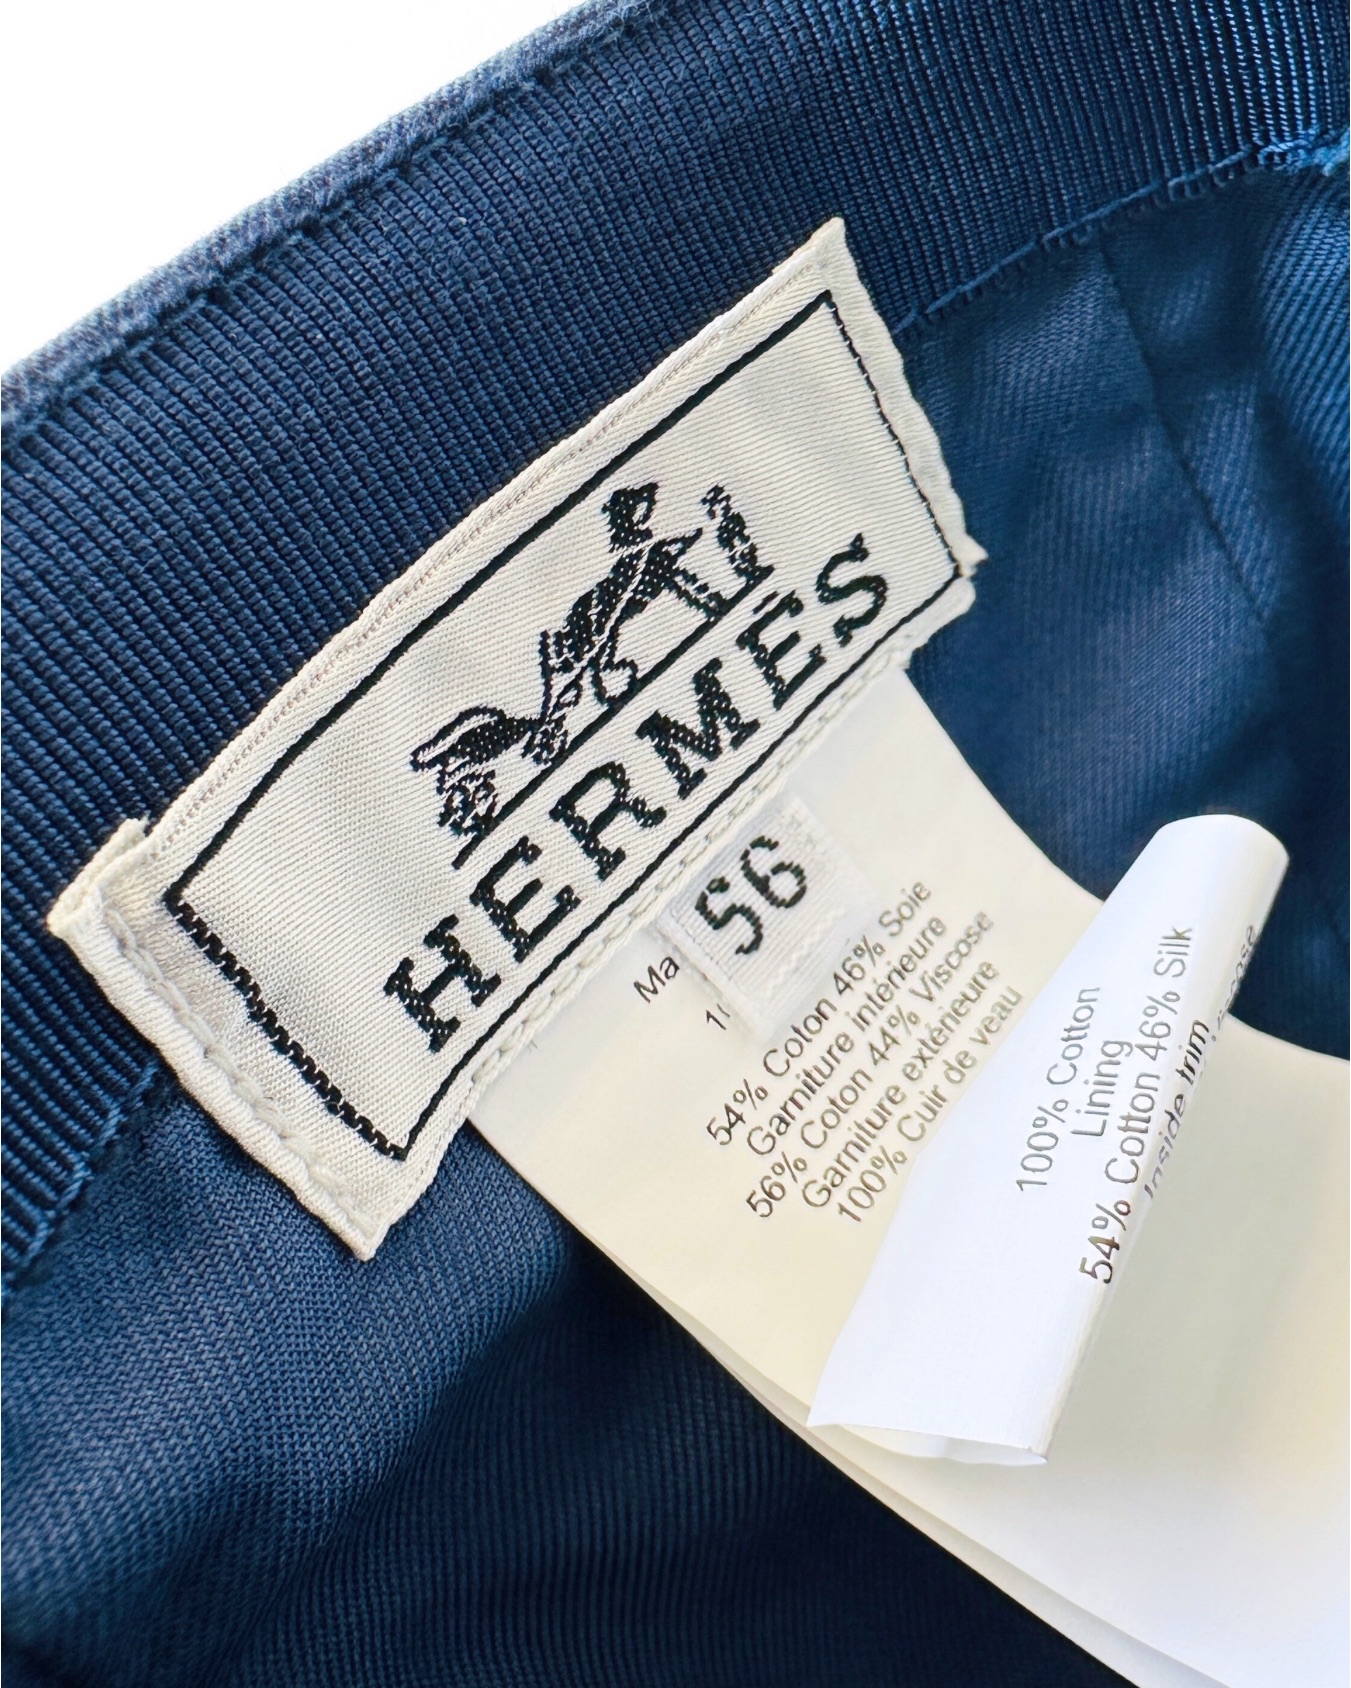 HERMES
56
Ma
54% Coton 46% Soie
Garniture intérieure
56% Coton 44% Viscose
Garniture extérieure
100% Cuir de veau
100% Cotton
Lining
54% Cotton 46% Silk
Inside trim